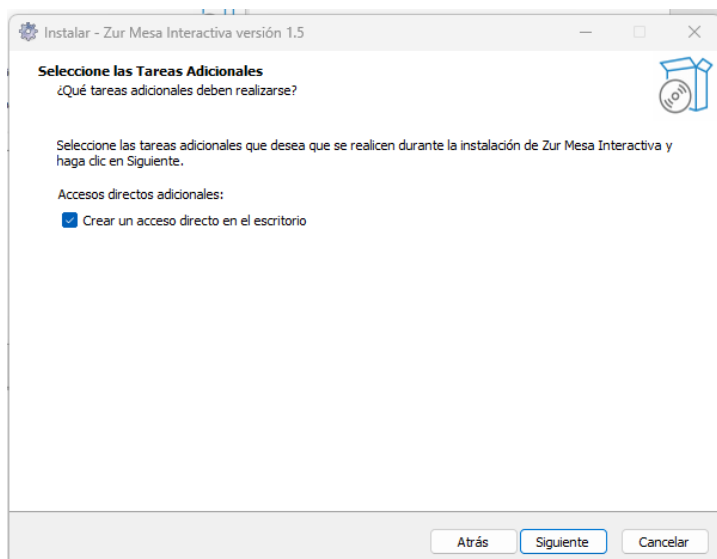 Instalar - Zur Mesa Interactiva versión 1.5
Seleccione las Tareas Adicionales
¿Qué tareas adicionales deben realizarse?
Seleccione las tareas adicionales que desea que se realicen durante la instalación de Zur Mesa Interactiva y
haga clic en Siguiente.
Accesos directos adicionales:
Crear un acceso directo en el escritorio
Atrás
Siguiente
Cancelar